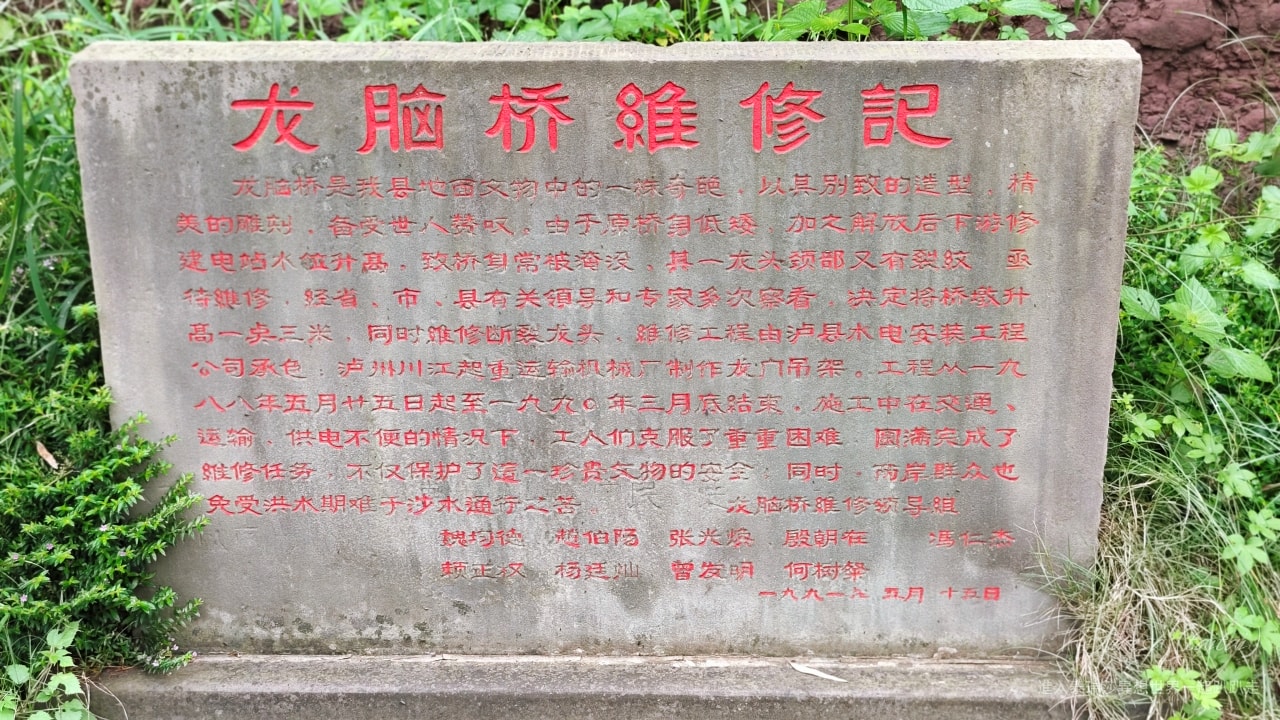 龙脑桥維修記
龙脑桥是我县地面文物中的一株奇葩，以其别致的造型，精
美的雕刻，备受世人赞叹。由于原桥身低矮，加之解放后下游修
建电站水位升高，致桥身常被淹没、其一龙头颈部又有裂紋 亟
待維修，经省、市、县有关領导和专家多次察看，决定将桥整升
高一点三米，同时維修断裂龙头，維修工程由泸县水电安装工程
公司承包，泸州川江起重运输机械厂制作龙门吊架。工程从一九
八八年五月廿五日起至一九九〇年三月底结束，施工中在交通、
运输、供电不便的情况下，工人们克服了重重困难，圆满完成了
維修任务，不仅保护了這一珍貴文物的安全，同时，两岸群众也
免受洪水期难于涉水通行之苦。
龙脑桥維修领导組
魏均德 赵伯阳 张光焕 殷朝在 冯仁杰
赖正权 杨廷灿 曾发明 何树燊
一九九一年 五月 十五日